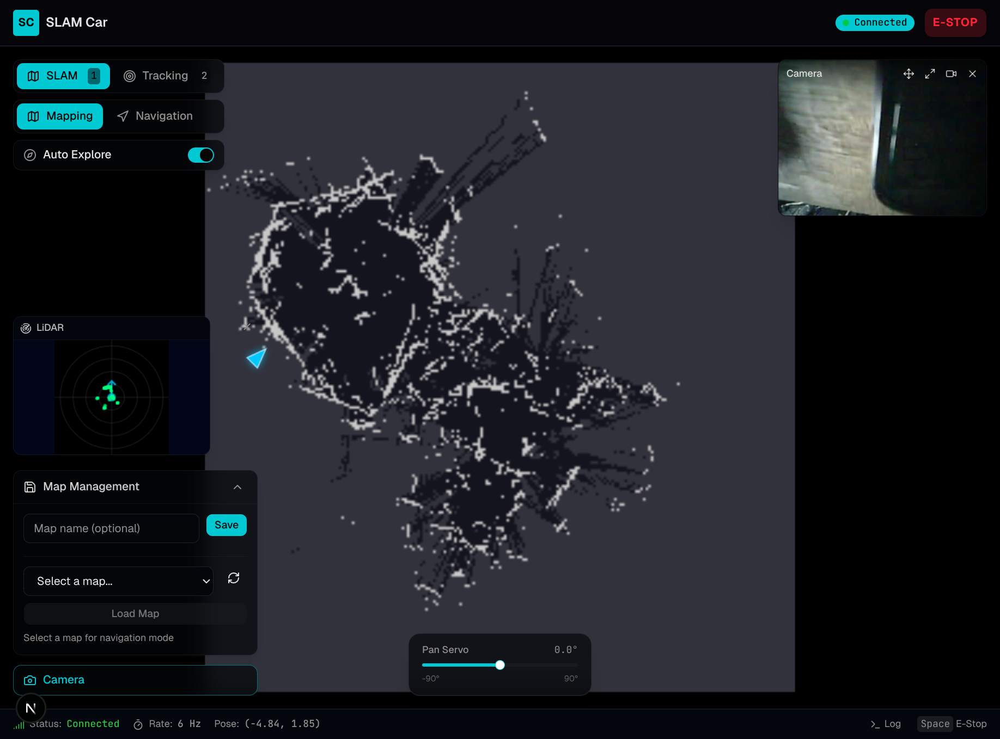 SC SLAM Car
Connected
E-STOP
SLAM 1 Tracking 2
Mapping Navigation
Auto Explore
Camera
LiDAR
Map Management
Map name (optional) Save
Select a map...
Load Map
Select a map for navigation mode
Camera
Pan Servo 0.0°
-90° 90°
N
Status: Connected Rate: 6 Hz Pose: (-4.84, 1.85)
Log Space E-Stop